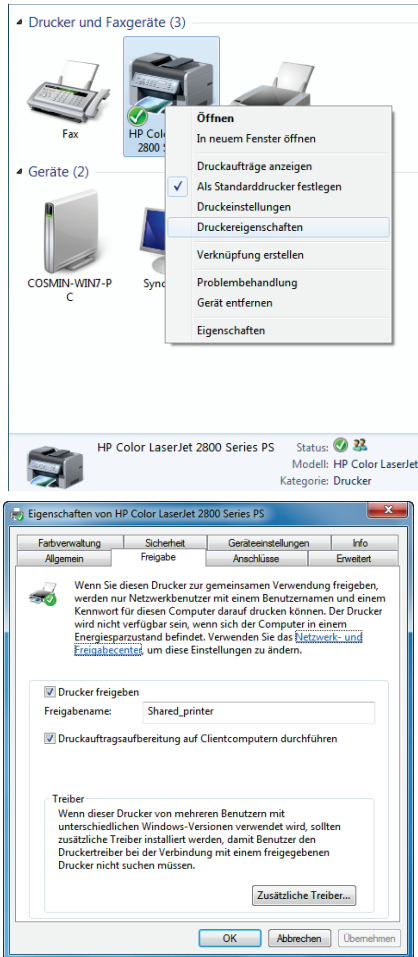 Drucker und Faxgeräte (3)
Fax
HP Colo
2800 S
Öffnen
In neuem Fenster öffnen
Druckaufträge anzeigen
Als Standarddrucker festlegen
Druckeinstellungen
Druckereigenschaften
Verknüpfung erstellen
Problembehandlung
Gerät entfernen
Eigenschaften
Geräte (2)
COSMIN-WIN7-P
C
Sync
HP Color LaserJet 2800 Series PS
Status:
Modell: HP Color LaserJet
Kategorie: Drucker
Eigenschaften von HP Color LaserJet 2800 Series PS
Farbverwaltung Sicherheit Geräteeinstellungen Info
Allgemein Freigabe Anschlüsse Erweitert
Wenn Sie diesen Drucker zur gemeinsamen Verwendung freigeben,
werden nur Netzwerkbenutzer mit einem Benutzernamen und einem
Kennwort für diesen Computer darauf drucken können. Der Drucker
wird nicht verfügbar sein, wenn sich der Computer in einem
Energiesparzustand befindet. Verwenden Sie das Netzwerk- und
Freigabecenter, um diese Einstellungen zu ändern.
Drucker freigeben
Freigabename: Shared_printer
Druckauftragsaufbereitung auf Clientcomputern durchführen
Treiber
Wenn dieser Drucker von mehreren Benutzern mit
unterschiedlichen Windows-Versionen verwendet wird, sollten
zusätzliche Treiber installiert werden, damit Benutzer den
Druckertreiber bei der Verbindung mit einem freigegebenen
Drucker nicht suchen müssen.
Zusätzliche Treiber...
OK Abbrechen Übernehmen